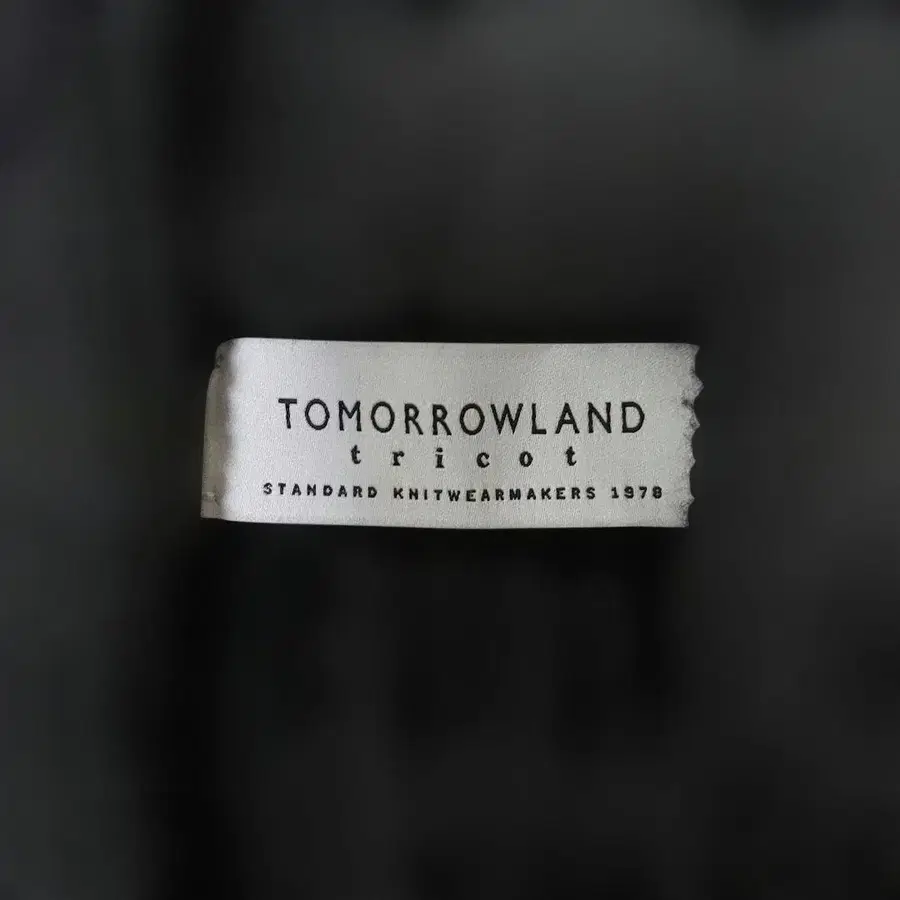 TOMORROWLAND
tricot
STANDARD KNITWEARMAKERS 1978